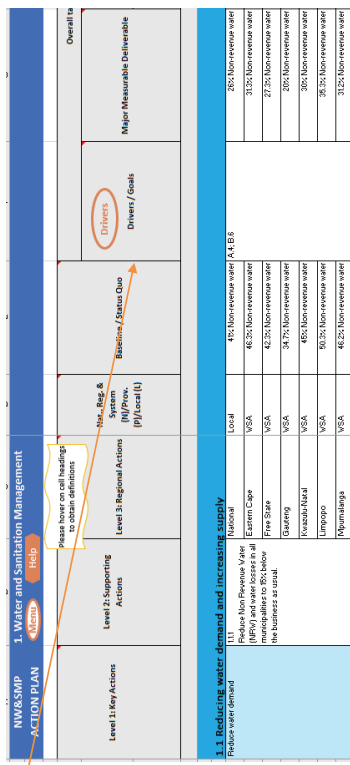 NW&SMP
ACTION PLAN
1. Water and Sanitation Management
Menu
Help
Overall ta
Please hover on cell headings
to obtain definitions
Level 1: Key Actions
Level 2: Supporting
Actions
Level 3: Regional Actions
Nat., Reg. &
System
(N)/Prov.
(P)/Local (L)
Baseline / Status Quo
Drivers
Drivers / Goals
Major Measurable Deliverable
1.1 Reducing water demand and increasing supply
Reduce water demand
1.1.1
Reduce Non Revenue Water
(NRW) and water losses in all
municipalities to 15% below
the business as usual.
National Local 41% Non-revenue water A.4; B.6 26% Non-revenue water
Eastern Cape WSA 46.3% Non-revenue water 31.3% Non-revenue water
Free State WSA 42.3% Non-revenue water 27.3% Non-revenue water
Gauteng WSA 34.7% Non-revenue water 20% Non-revenue water
Kwazulu-Natal WSA 45% Non-revenue water 30% Non-revenue water
Limpopo WSA 50.3% Non-revenue water 35.3% Non-revenue water
Mpumalanga WSA 46.2% Non-revenue water 31.2% Non-revenue water